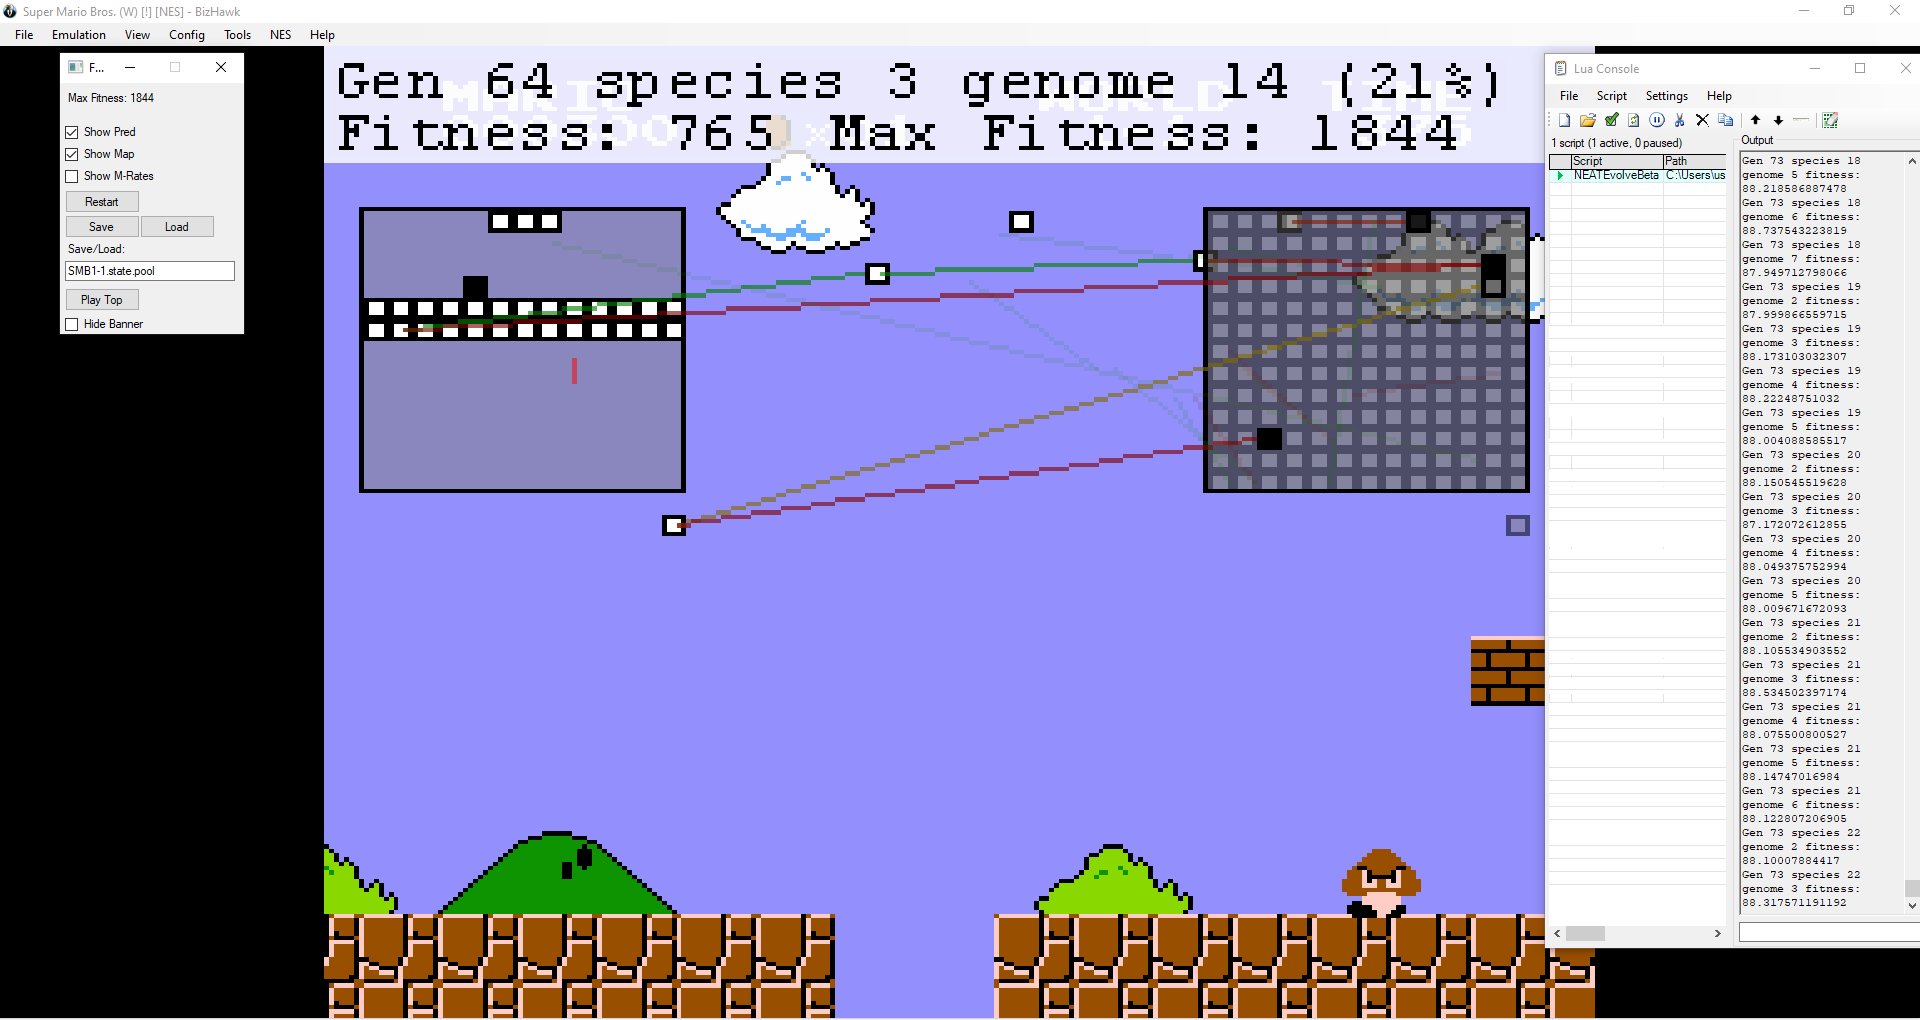 Super Mario Bros. (W) [!] [NES] - BizHawk
File Emulation View Config Tools NES Help
F...
Max Fitness: 1844
Show Pred
Show Map
Show M-Rates
Restart
Save Load
Save/Load:
SMB1-1.state.pool
Play Top
Hide Banner
Gen 64 species 3 genome 14 (21%)
Fitness: 765 Max Fitness: 1844
MARIO WORLD TIME
Lua Console
File Script Settings Help
1 script (1 active, 0 paused)
Script Path
NEATEvolveBeta C:\Users\us
Output
Gen 73 species 18
genome 5 fitness:
88.218586887478
Gen 73 species 18
genome 6 fitness:
88.737543223819
Gen 73 species 18
genome 7 fitness:
87.949712798066
Gen 73 species 19
genome 2 fitness:
87.999866559715
Gen 73 species 19
genome 3 fitness:
88.173103032307
Gen 73 species 19
genome 4 fitness:
88.22248751032
Gen 73 species 19
genome 5 fitness:
88.004088585517
Gen 73 species 20
genome 2 fitness:
88.150545519628
Gen 73 species 20
genome 3 fitness:
87.172072612855
Gen 73 species 20
genome 4 fitness:
88.049375752994
Gen 73 species 20
genome 5 fitness:
88.009671672093
Gen 73 species 21
genome 2 fitness:
88.105534903552
Gen 73 species 21
genome 3 fitness:
88.534502397174
Gen 73 species 21
genome 4 fitness:
88.075500800527
Gen 73 species 21
genome 5 fitness:
88.14747016984
Gen 73 species 21
genome 6 fitness:
88.122807206905
Gen 73 species 22
genome 2 fitness:
88.10007884417
Gen 73 species 22
genome 3 fitness:
88.317571191192